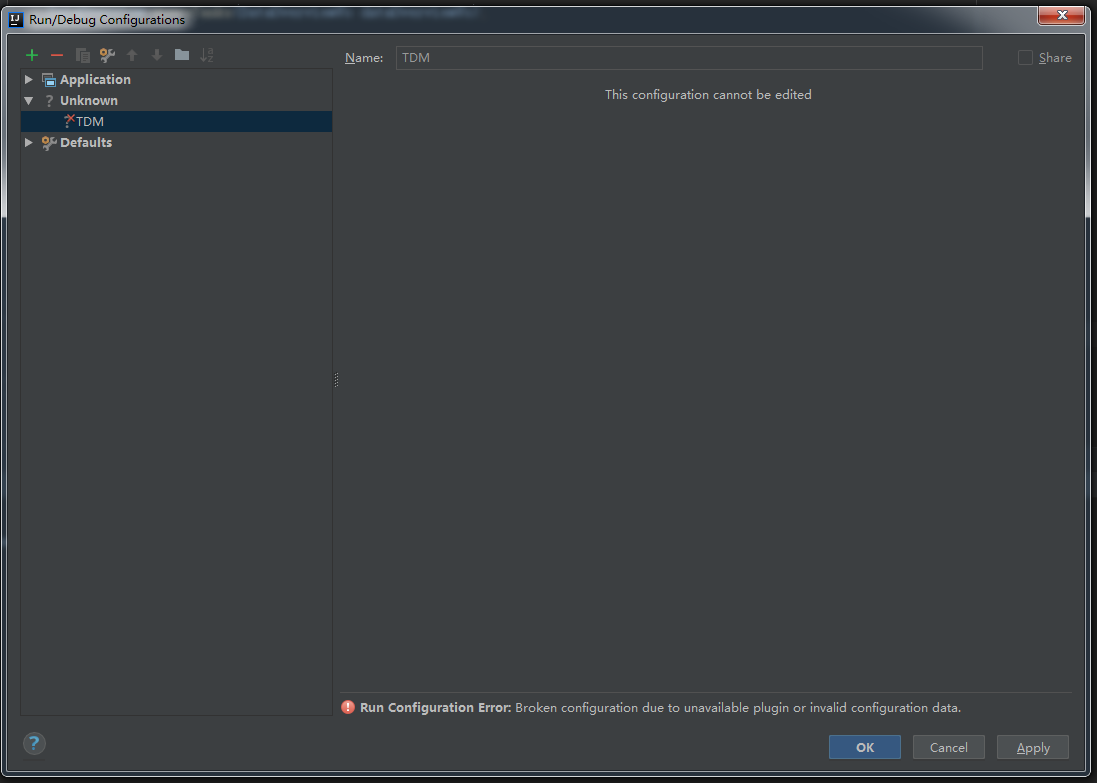 Run/Debug Configurations
Name: TDM
Share
Application
This configuration cannot be edited
Unknown
TDM
Defaults
Run Configuration Error: Broken configuration due to unavailable plugin or invalid configuration data.
OK
Cancel
Apply